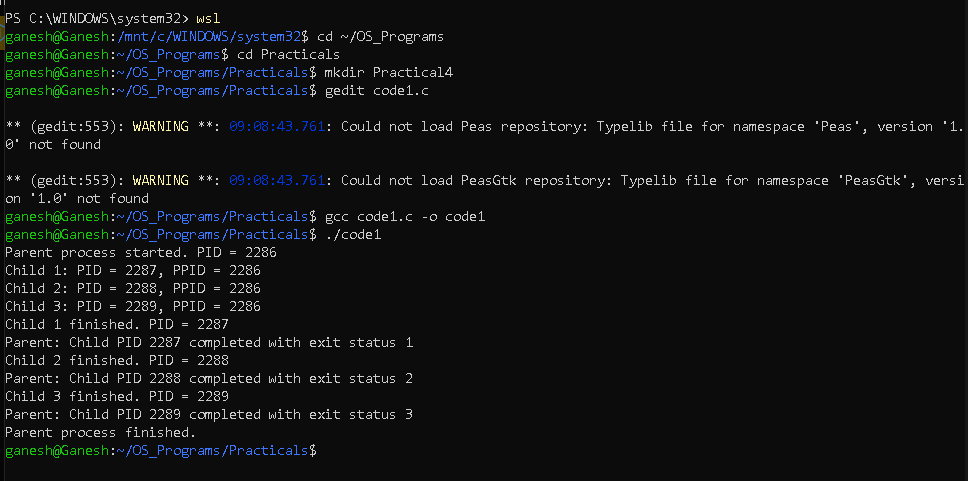 PS C:\WINDOWS\system32> wsl
ganesh@Ganesh:/mnt/c/WINDOWS/system32$ cd ~/OS_Programs
ganesh@Ganesh:~/OS_Programs$ cd Practicals
ganesh@Ganesh:~/OS_Programs/Practicals$ mkdir Practical4
ganesh@Ganesh:~/OS_Programs/Practicals$ gedit code1.c
** (gedit:553): WARNING **: 09:08:43.761: Could not load Peas repository: Typelib file for namespace 'Peas', version '1.
0' not found
** (gedit:553): WARNING **: 09:08:43.761: Could not load PeasGtk repository: Typelib file for namespace 'PeasGtk', versi
on '1.0' not found
ganesh@Ganesh:~/OS_Programs/Practicals$ gcc code1.c -o code1
ganesh@Ganesh:~/OS_Programs/Practicals$ ./code1
Parent process started. PID = 2286
Child 1: PID = 2287, PPID = 2286
Child 2: PID = 2288, PPID = 2286
Child 3: PID = 2289, PPID = 2286
Child 1 finished. PID = 2287
Parent: Child PID 2287 completed with exit status 1
Child 2 finished. PID = 2288
Parent: Child PID 2288 completed with exit status 2
Child 3 finished. PID = 2289
Parent: Child PID 2289 completed with exit status 3
Parent process finished.
ganesh@Ganesh:~/OS_Programs/Practicals$